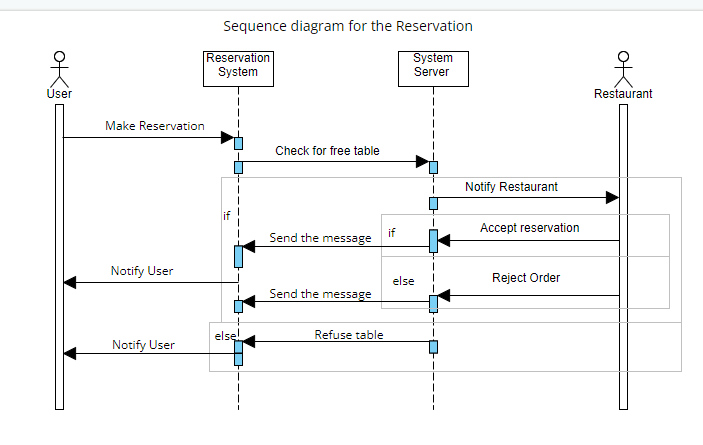 Sequence diagram for the Reservation
Reservation
System
System
Server
User
Restaurant
Make Reservation
Check for free table
Notify Restaurant
if
if
Accept reservation
Send the message
Notify User
else
Reject Order
Send the message
else
Refuse table
Notify User